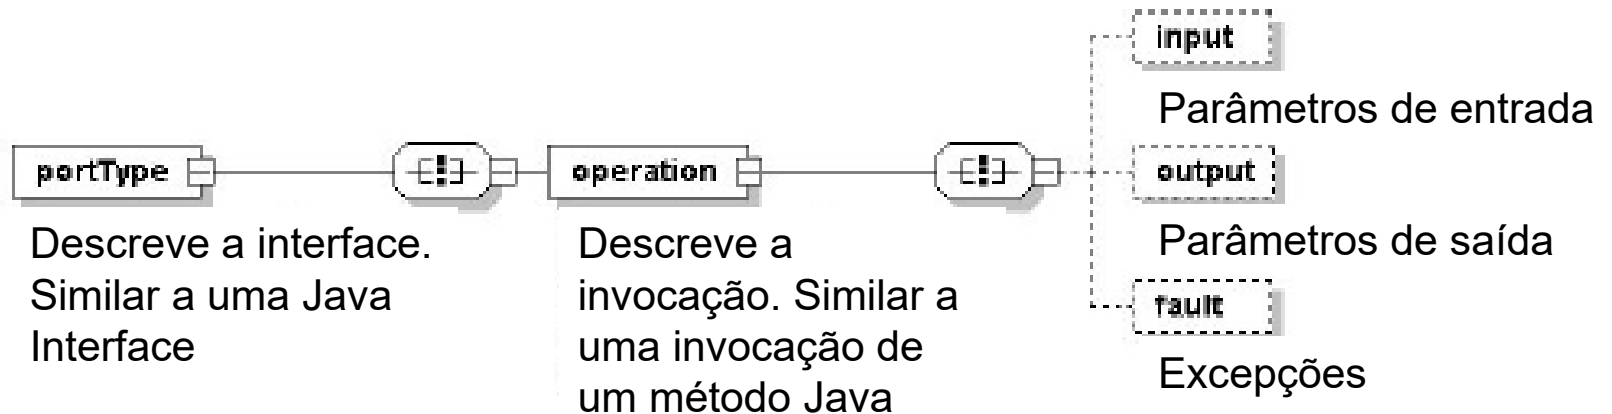 input
Parâmetros de entrada
portType
operation
output
Descreve a interface.
Similar a uma Java
Interface
Descreve a
invocação. Similar a
uma invocação de
um método Java
Parâmetros de saída
fault
Excepções